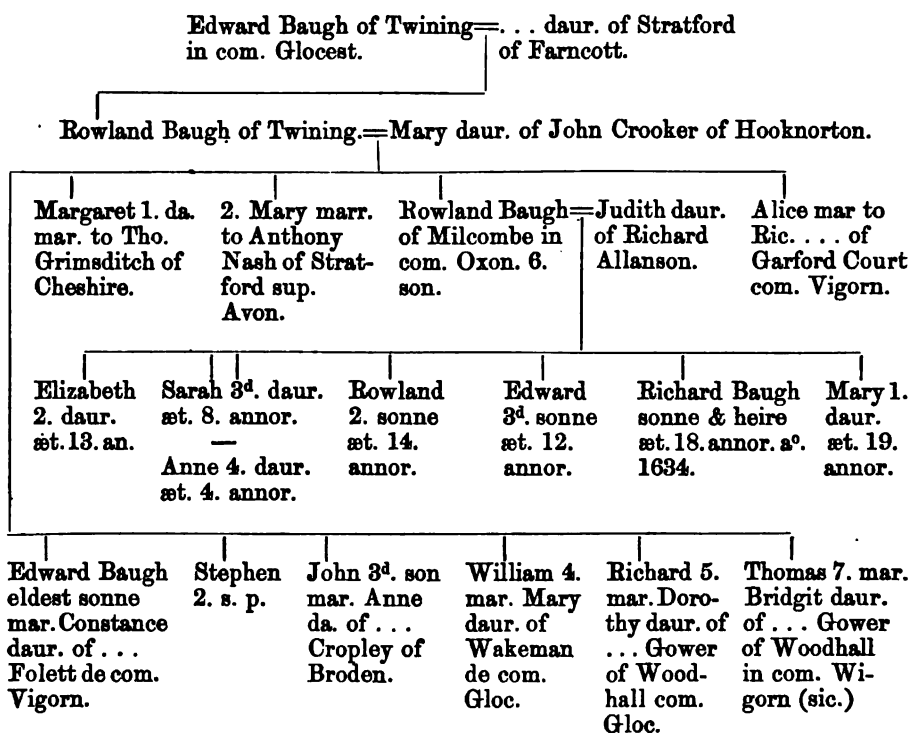 Edward Baugh of Twining=. . . daur. of Stratford
in com. Glocest. of Farncott.
Rowland Baugh of Twining.=Mary daur. of John Crooker of Hooknorton.
Margaret 1. da.
mar. to Tho.
Grimsditch of
Cheshire.
2. Mary marr.
to Anthony
Nash of Strat-
ford sup.
Avon.
Rowland Baugh=Judith daur.
of Milcombe in of Richard
com. Oxon. 6. Allanson.
son.
Alice mar to
Ric. . . . of
Garford Court
com. Vigorn.
Elizabeth
2. daur.
æt. 13. an.
Sarah 3d. daur.
æt. 8. annor.
—
Anne 4. daur.
æt. 4. annor.
Rowland
2. sonne
æt. 14.
annor.
Edward
3d. sonne
æt. 12.
annor.
Richard Baugh
sonne & heire
æt. 18. annor. aº.
1634.
Mary 1.
daur.
æt. 19.
annor.
Edward Baugh
eldest sonne
mar. Constance
daur. of . . .
Folett de com.
Vigorn.
Stephen
2. s. p.
John 3d. son
mar. Anne
da. of . . .
Cropley of
Broden.
William 4.
mar. Mary
daur. of
Wakeman
de com.
Gloc.
Richard 5.
mar. Doro-
thy daur. of
. . . Gower
of Wood-
hall com.
Gloc.
Thomas 7. mar.
Bridgit daur.
of . . . Gower
of Woodhall
in com. Wi-
gorn (sic.)